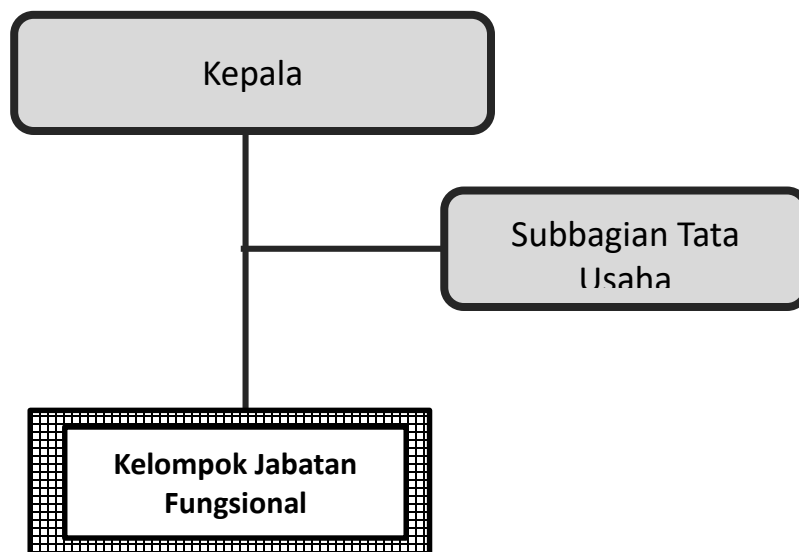 Kepala
Subbagian Tata
Usaha
Kelompok Jabatan
Fungsional